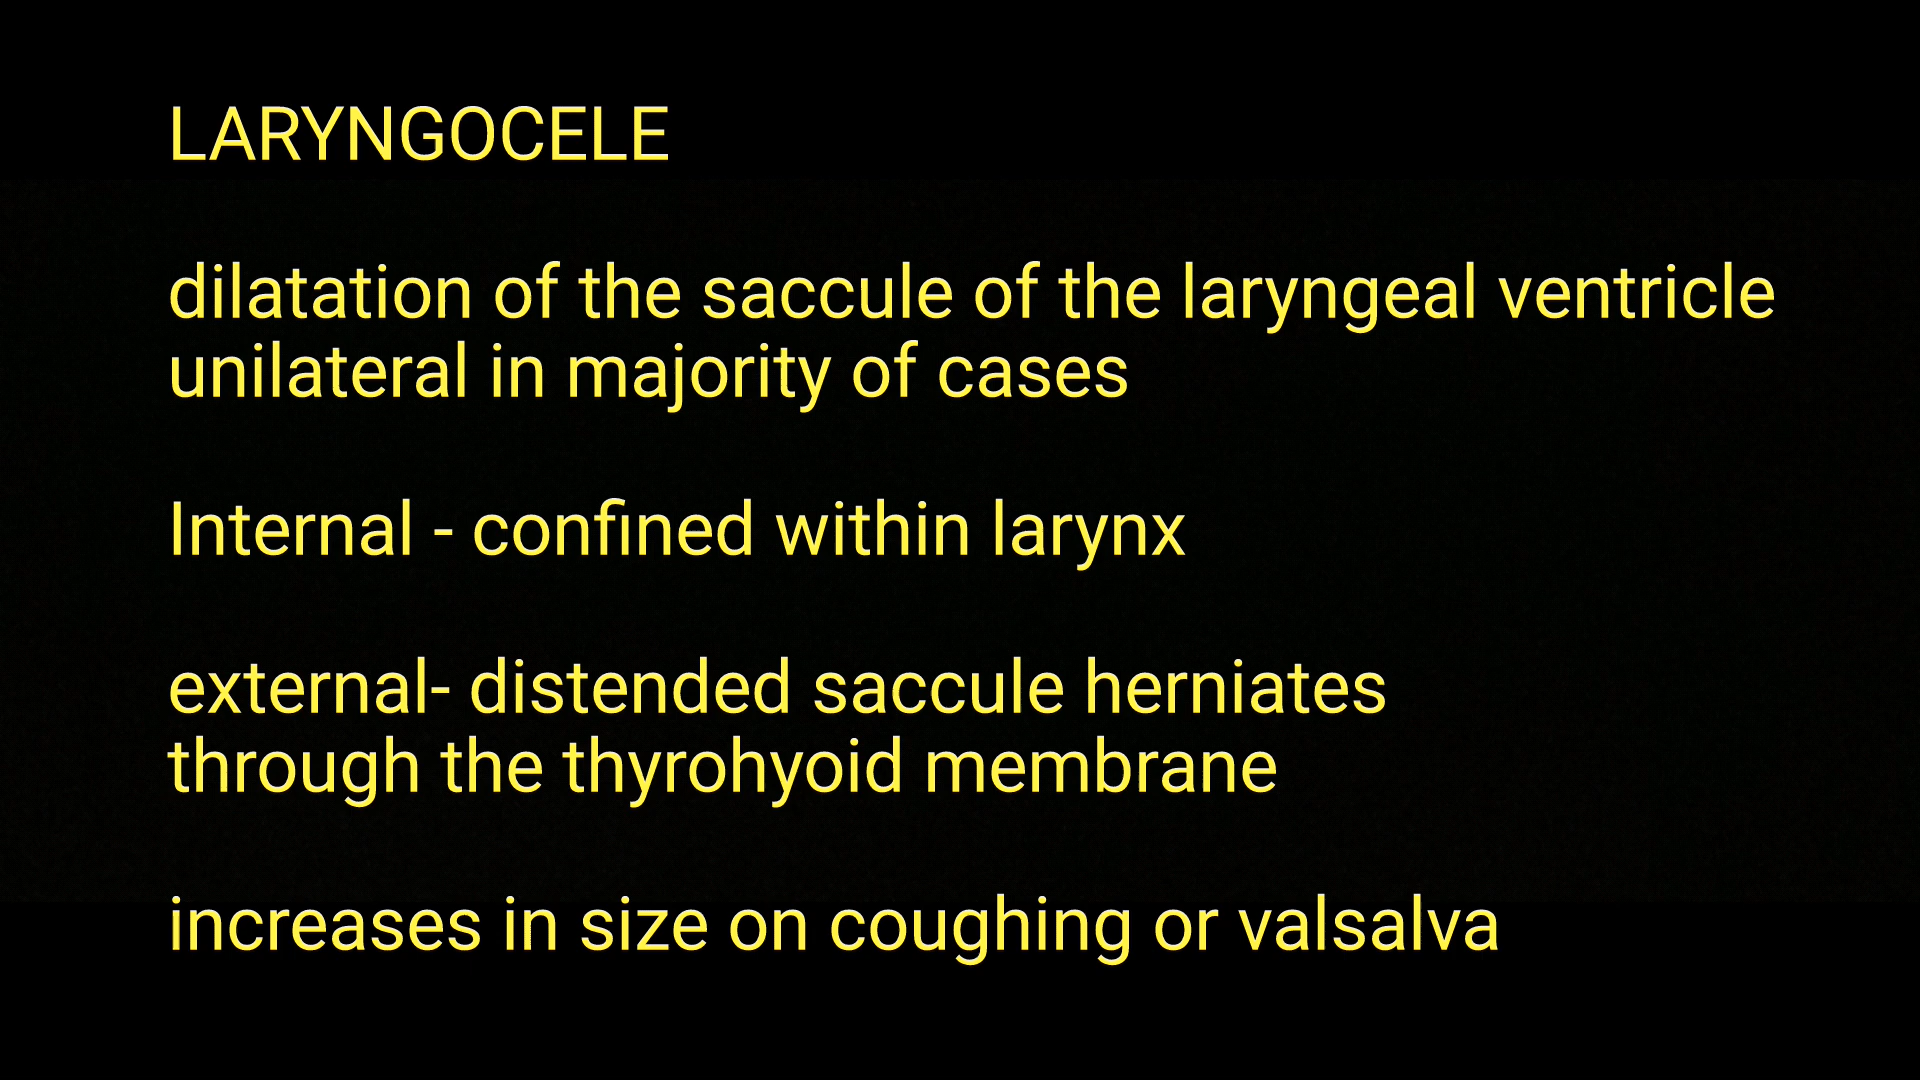 LARYNGOCELE
dilatation of the saccule of the laryngeal ventricle
unilateral in majority of cases
Internal - confined within larynx
external- distended saccule herniates
through the thyrohyoid membrane
increases in size on coughing or valsalva